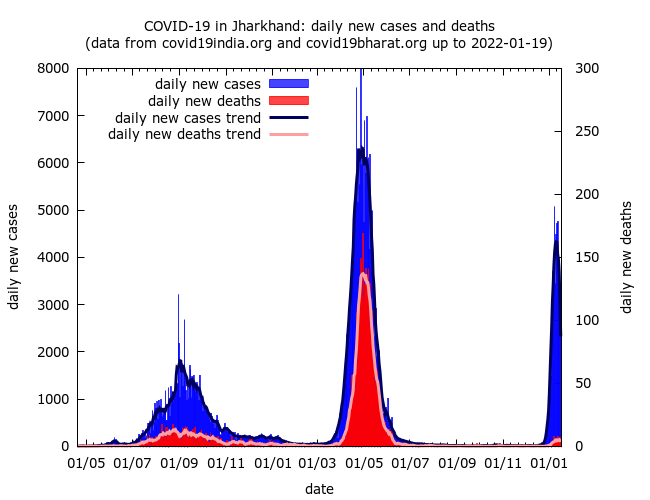 COVID-19 in Jharkhand: daily new cases and deaths
(data from covid19india.org and covid19bharat.org up to 2022-01-19)
8000
7000
6000
5000
4000
3000
2000
1000
0
daily new cases
300
250
200
150
100
50
0
daily new deaths
daily new cases
daily new deaths
daily new cases trend
daily new deaths trend
01/05 01/07 01/09 01/11 01/01 01/03 01/05 01/07 01/09 01/11 01/01
date